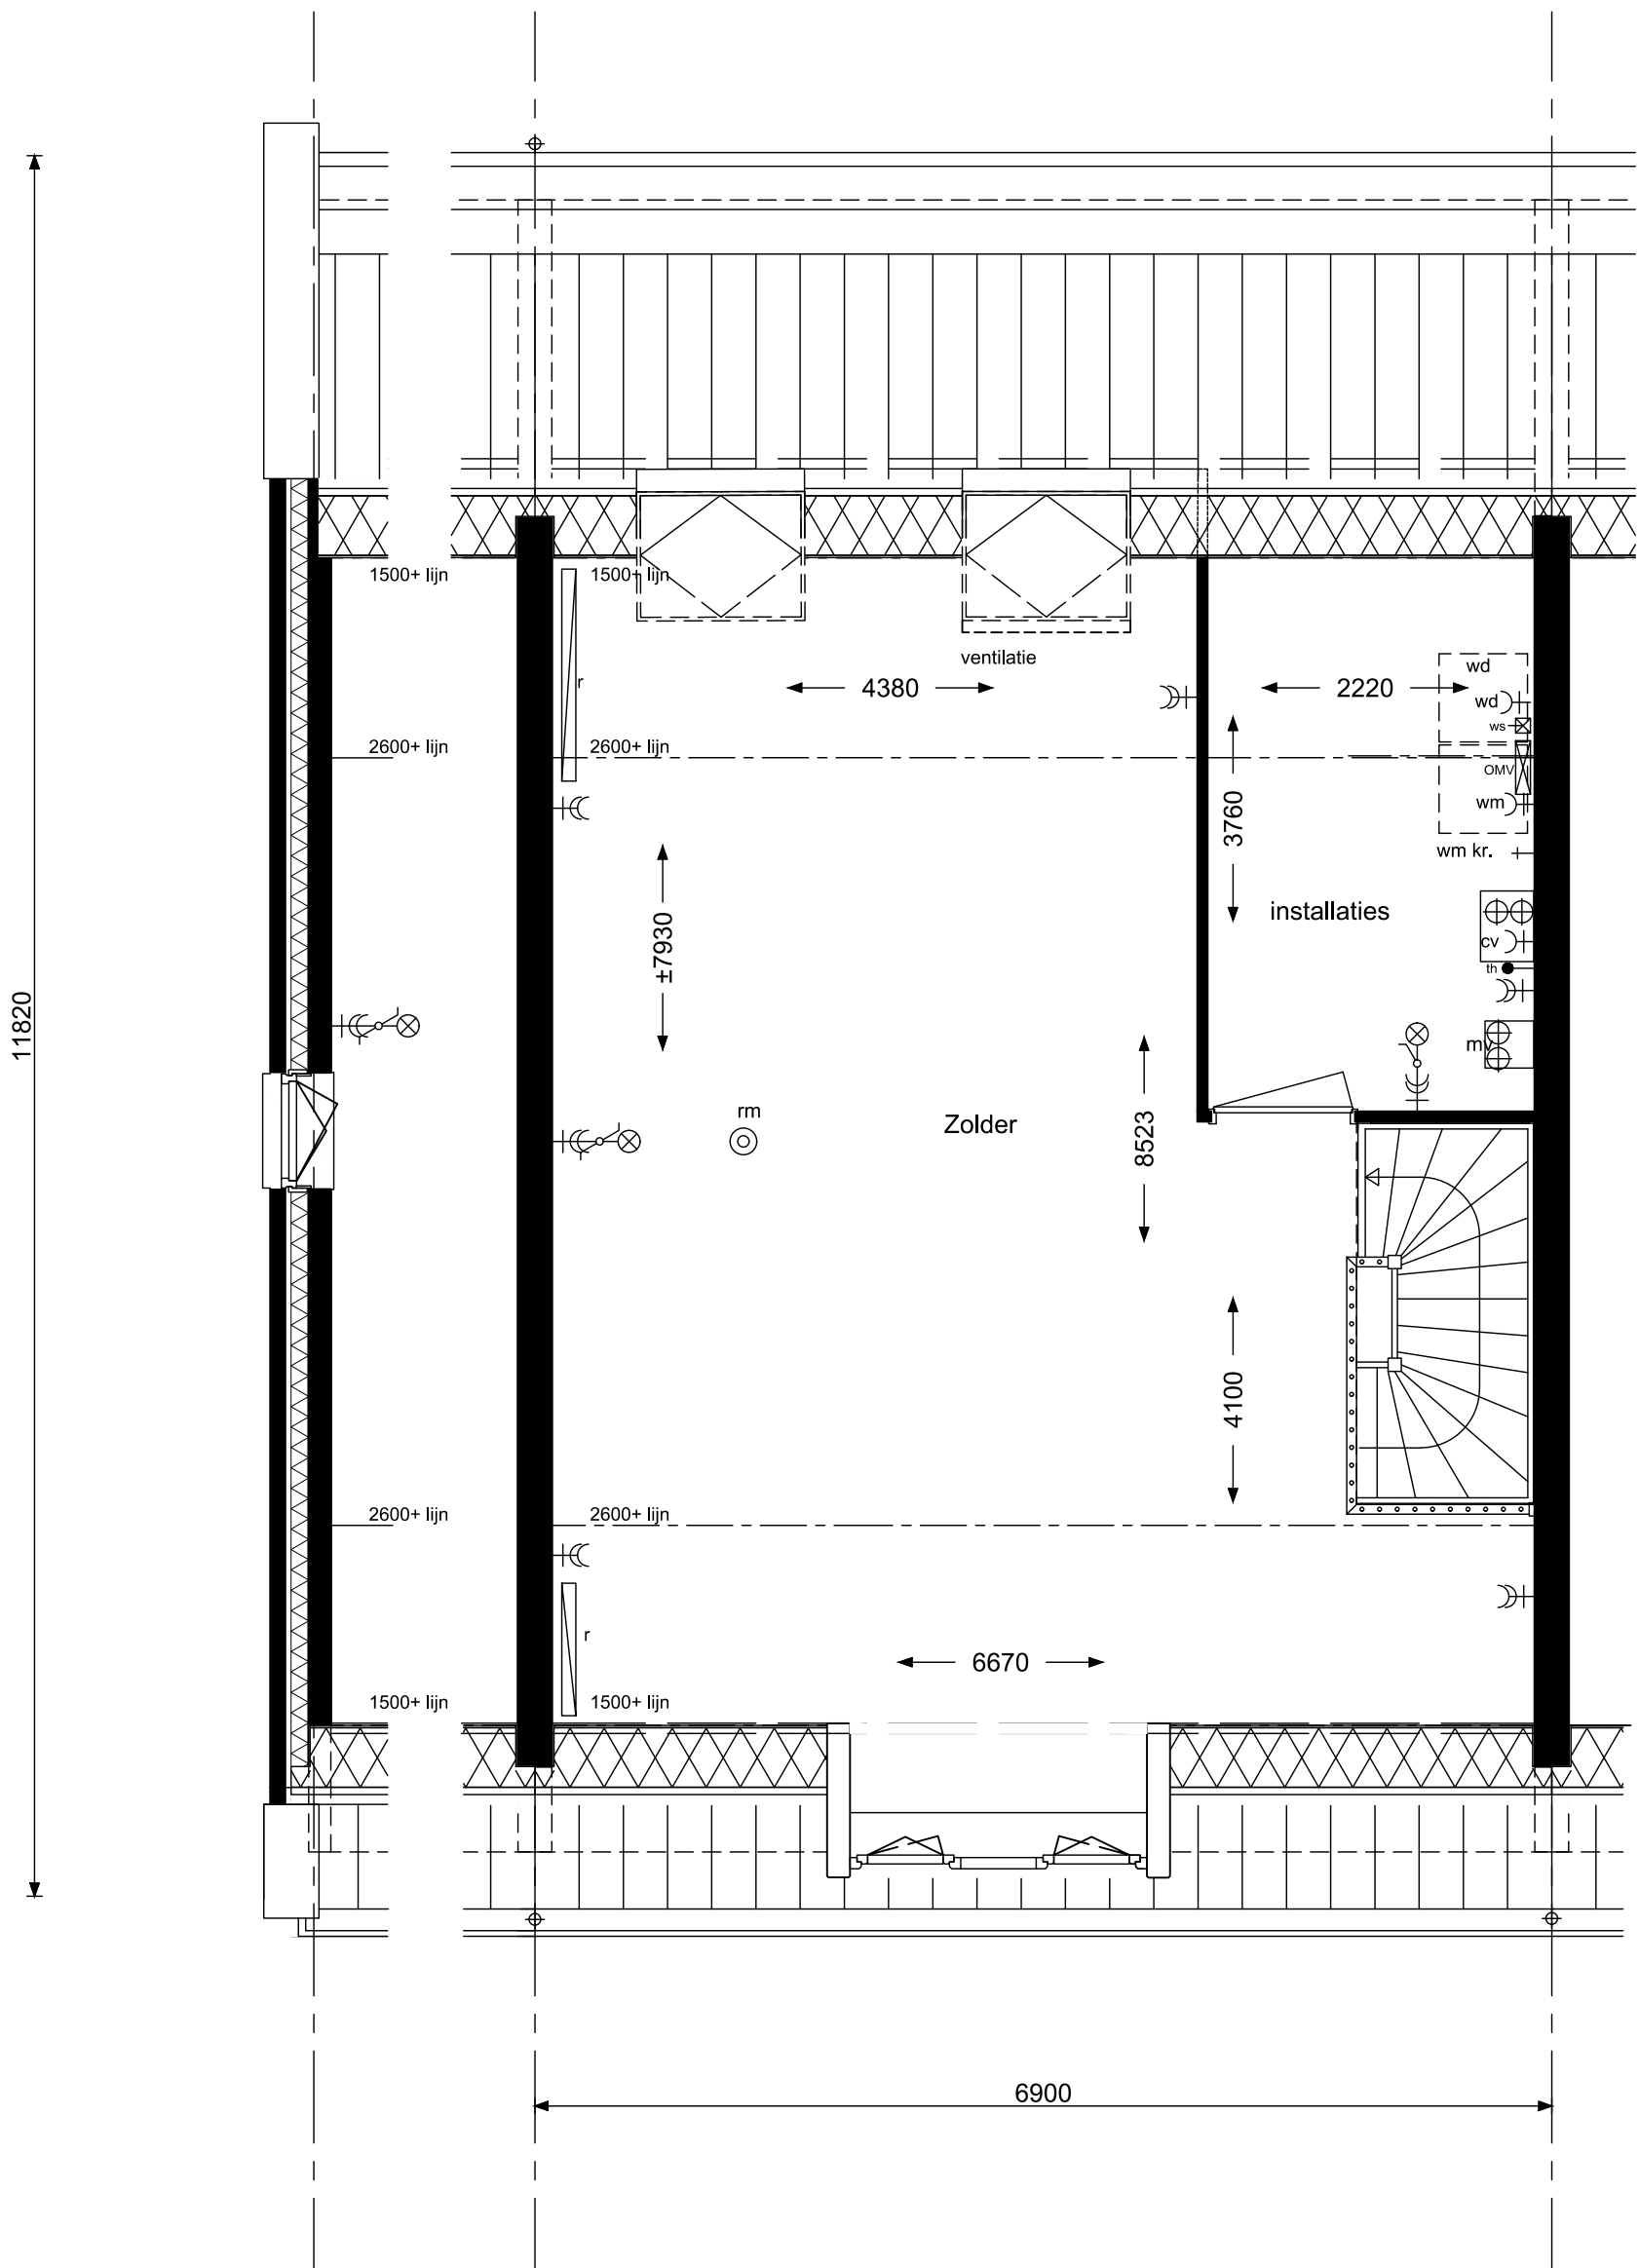 1500+ lijn
1500+ lijn
ventilatie
wd
r
4380
2220
wd
ws
2600+ lijn
2600+ lijn
OMV
wm
3760
wm kr.
installaties
±7930
cv
th
11820
mv
rm
Zolder
8523
4100
2600+ lijn
2600+ lijn
r
6670
1500+ lijn
1500+ lijn
6900